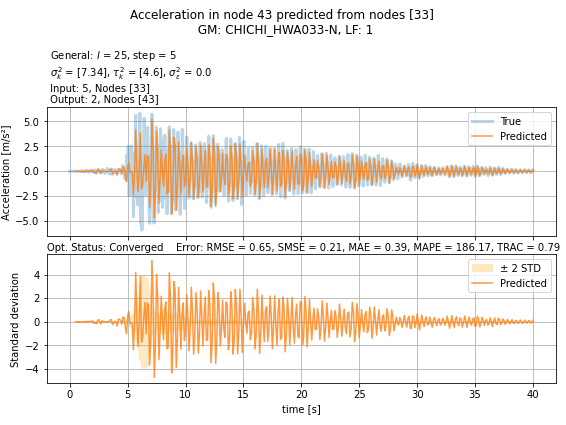 Acceleration in node 43 predicted from nodes [33]
GM: CHICHI_HWA033-N, LF: 1
General: l = 25, step = 5
σ²ₖ = [7.34], τ²ₖ = [4.6], σ²ε = 0.0
Input: 5, Nodes [33]
Output: 2, Nodes [43]
Acceleration [m/s²]
5.0
2.5
0.0
−2.5
−5.0
True
Predicted
Opt. Status: Converged Error: RMSE = 0.65, SMSE = 0.21, MAE = 0.39, MAPE = 186.17, TRAC = 0.79
Standard deviation
4
2
0
−2
−4
± 2 STD
Predicted
0 5 10 15 20 25 30 35 40
time [s]